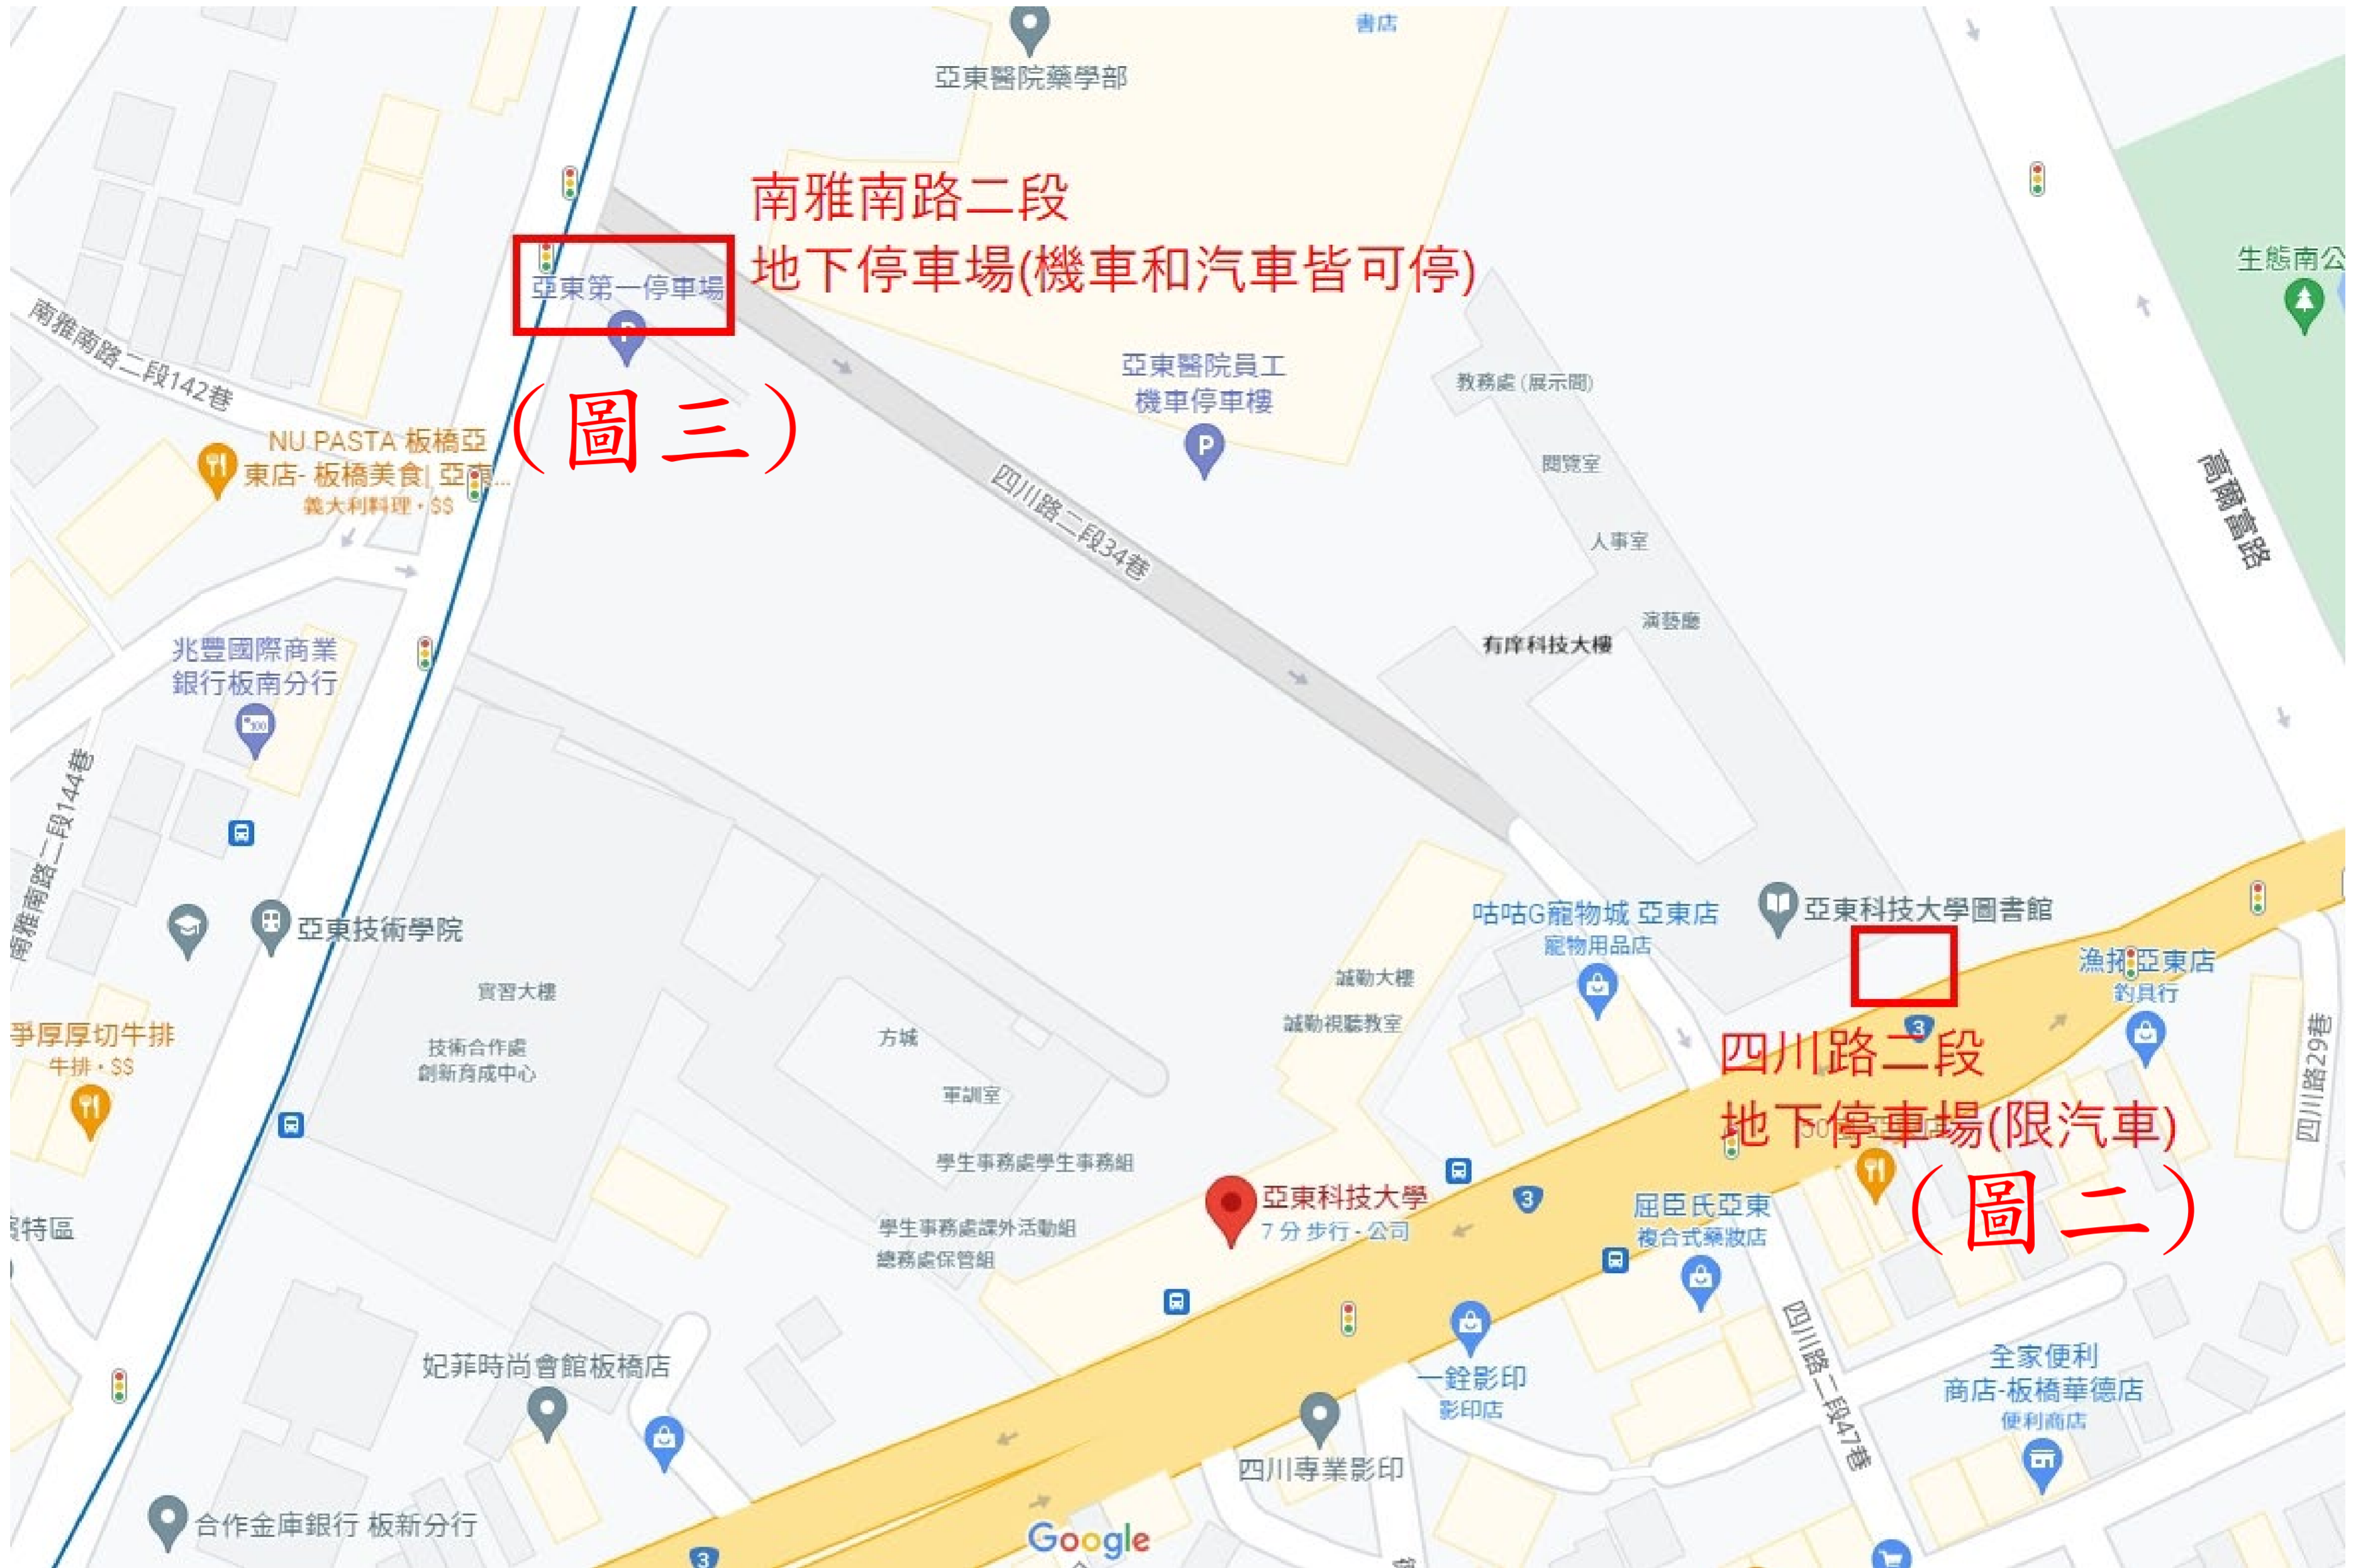 書店
亞東醫院藥學部
南雅南路二段
地下停車場(機車和汽車皆可停)
亞東第一停車場
P
(圖三)
生態南公
南雅南路二段142巷
亞東醫院員工
機車停車樓
P
教務處(展示間)
NU PASTA 板橋亞
東店- 板橋美食| 亞東...
義大利料理・$$
閱覽室
四川路二段34巷
高爾富路
人事室
演藝廳
有庠科技大樓
兆豐國際商業
銀行板南分行
100
南雅南路二段144巷
咕咕G寵物城 亞東店
寵物用品店
亞東科技大學圖書館
亞東技術學院
漁拓亞東店
釣具行
誠勤大樓
實習大樓
誠勤視聽教室
3
爭厚厚切牛排
牛排・$$
方城
技術合作處
創新育成中心
四川路二段
四川路29巷
軍訓室
地下停車場(限汽車)
(圖二)
學生事務處學生事務組
亞東科技大學
7 分 步行 - 公司
3
屈臣氏亞東
複合式藥妝店
學生事務處課外活動組
總務處保管組
特區
四川路二段47巷
妃菲時尚會館板橋店
一銓影印
影印店
全家便利
商店-板橋華德店
便利商店
四川專業影印
合作金庫銀行 板新分行
Google
3